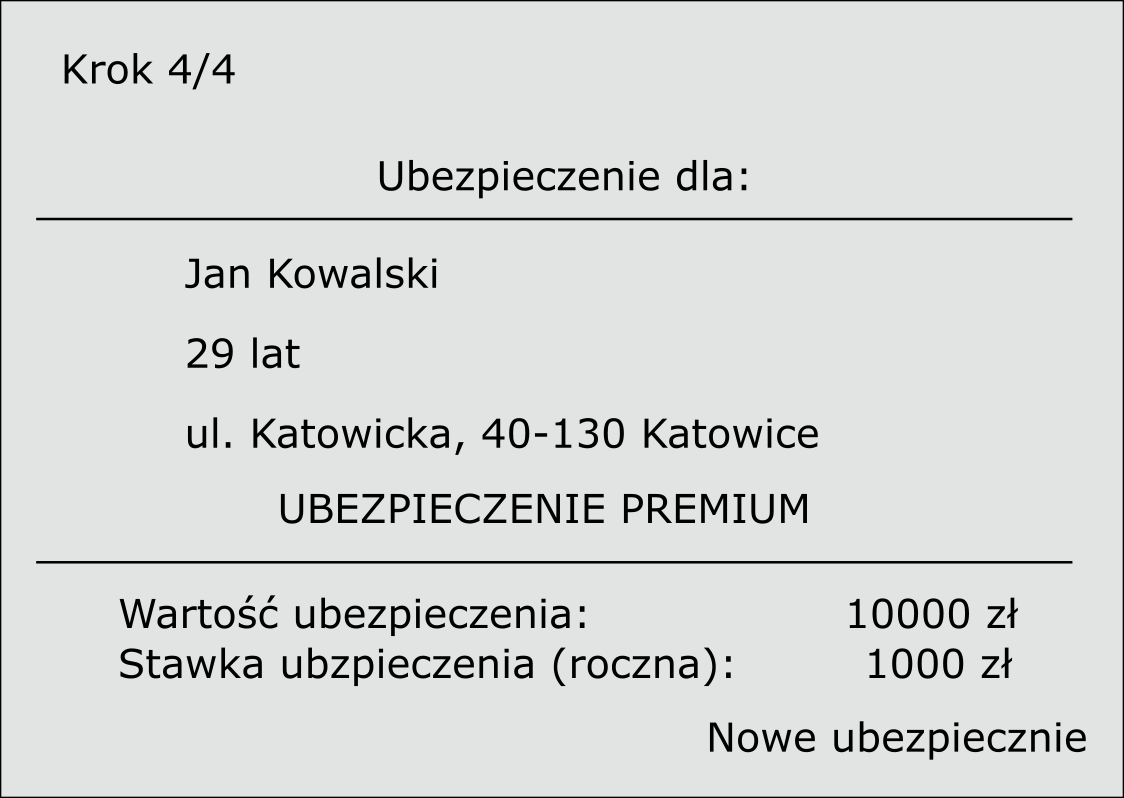 Krok 4/4
Ubezpieczenie dla:
Jan Kowalski
29 lat
ul. Katowicka, 40-130 Katowice
UBEZPIECZENIE PREMIUM
Wartość ubezpieczenia: 10000 zł
Stawka ubzpieczenia (roczna): 1000 zł
Nowe ubezpiecznie